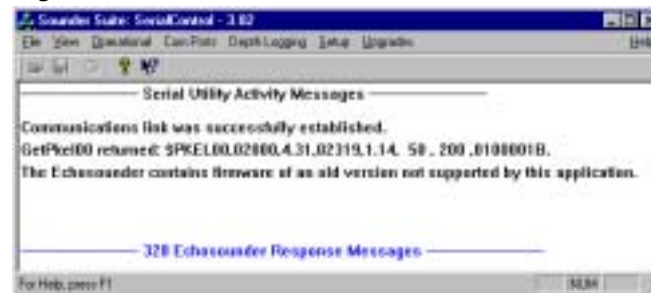 Sounder Suite: SerialControl - 3.02
File View Operational Com Ports Depth Logging Setup Upgrades Help
Serial Utility Activity Messages
Communications link was successfully established.
GetPkel00 returned: $PKEL00,02000,4.31,02319,1.14, 50 , 200 ,0100001B.
The Echosounder contains firmware of an old version not supported by this application.
320 Echosounder Response Messages
For Help, press F1
NUM